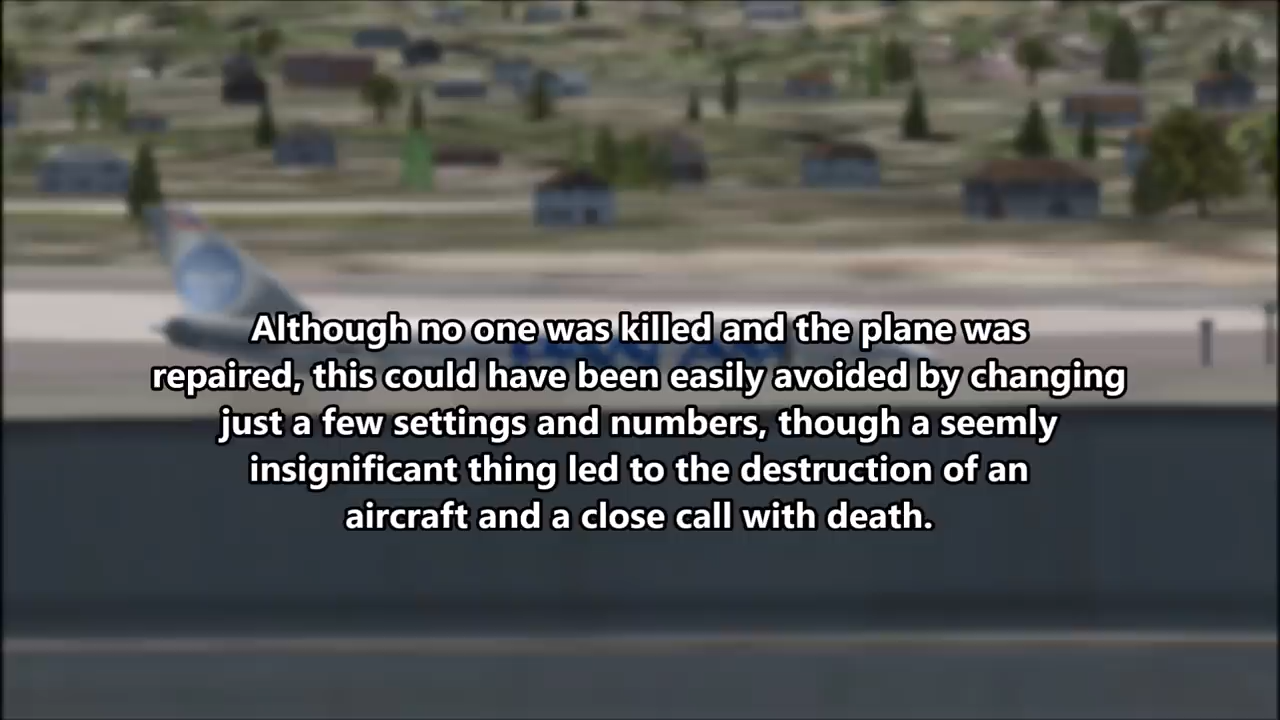 Although no one was killed and the plane was
repaired, this could have been easily avoided by changing
just a few settings and numbers, though a seemly
insignificant thing led to the destruction of an
aircraft and a close call with death.